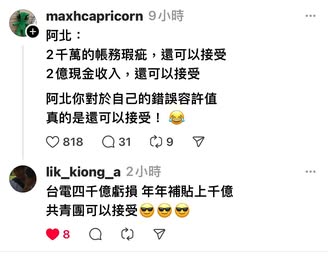 maxhcapricorn 9小時
阿北：
2千萬的帳務瑕疵，還可以接受
2億現金收入，還可以接受
阿北你對於自己的錯誤容許值
真的是還可以接受！😂
818 31 9
lik_kiong_a 2小時
台電四千億虧損 年年補貼上千億
共青團可以接受😎😎😎
8